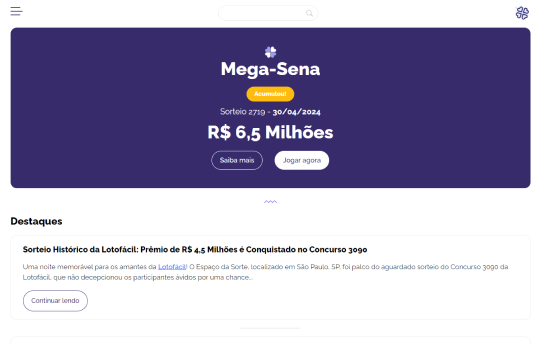 Mega-Sena
Acumulou!
Sorteio 2719 - 30/04/2024
R$ 6,5 Milhões
Saiba mais
Jogar agora
Destaques
Sorteio Histórico da Lotofácil: Prêmio de R$ 4,5 Milhões é Conquistado no Concurso 3090
Uma noite memorável para os amantes da Lotofácil! O Espaço da Sorte, localizado em São Paulo, SP, foi palco do aguardado sorteio do Concurso 3090 da
Lotofácil, que não decepcionou os participantes ávidos por uma chance...
Continuar lendo